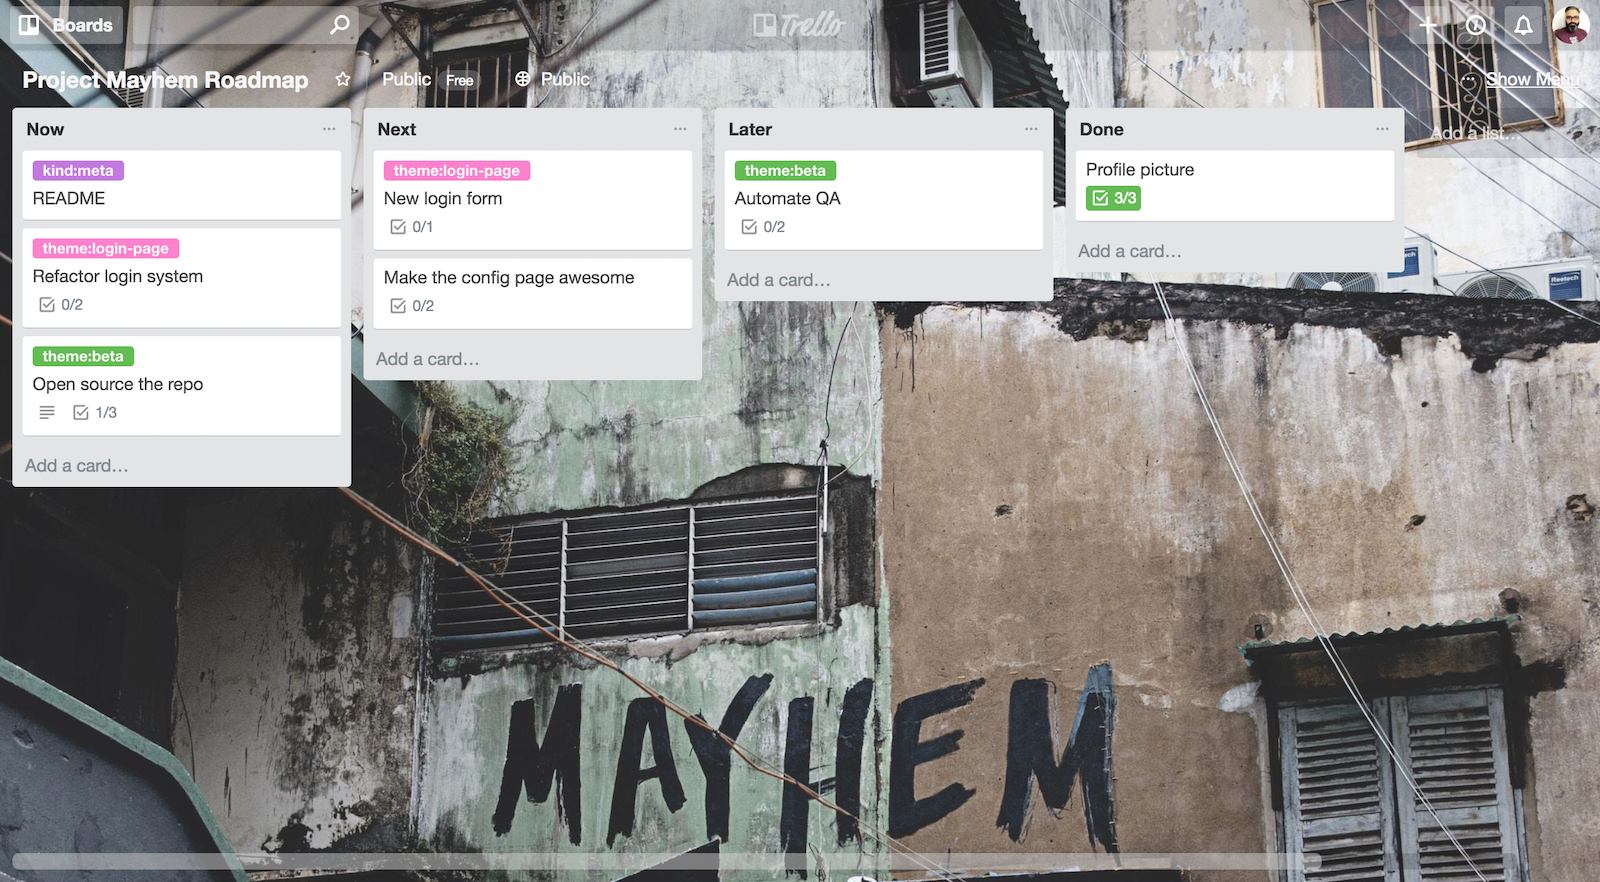 Boards
Trello
Project Mayhem Roadmap
Public Free
Public
... Show Menu
Now
kind:meta
README
theme:login-page
Refactor login system
0/2
theme:beta
Open source the repo
1/3
Add a card…
Next
theme:login-page
New login form
0/1
Make the config page awesome
0/2
Add a card…
Later
theme:beta
Automate QA
0/2
Add a card…
Done
Profile picture
3/3
Add a card…
Add a list…
Reetech
MAYHEM